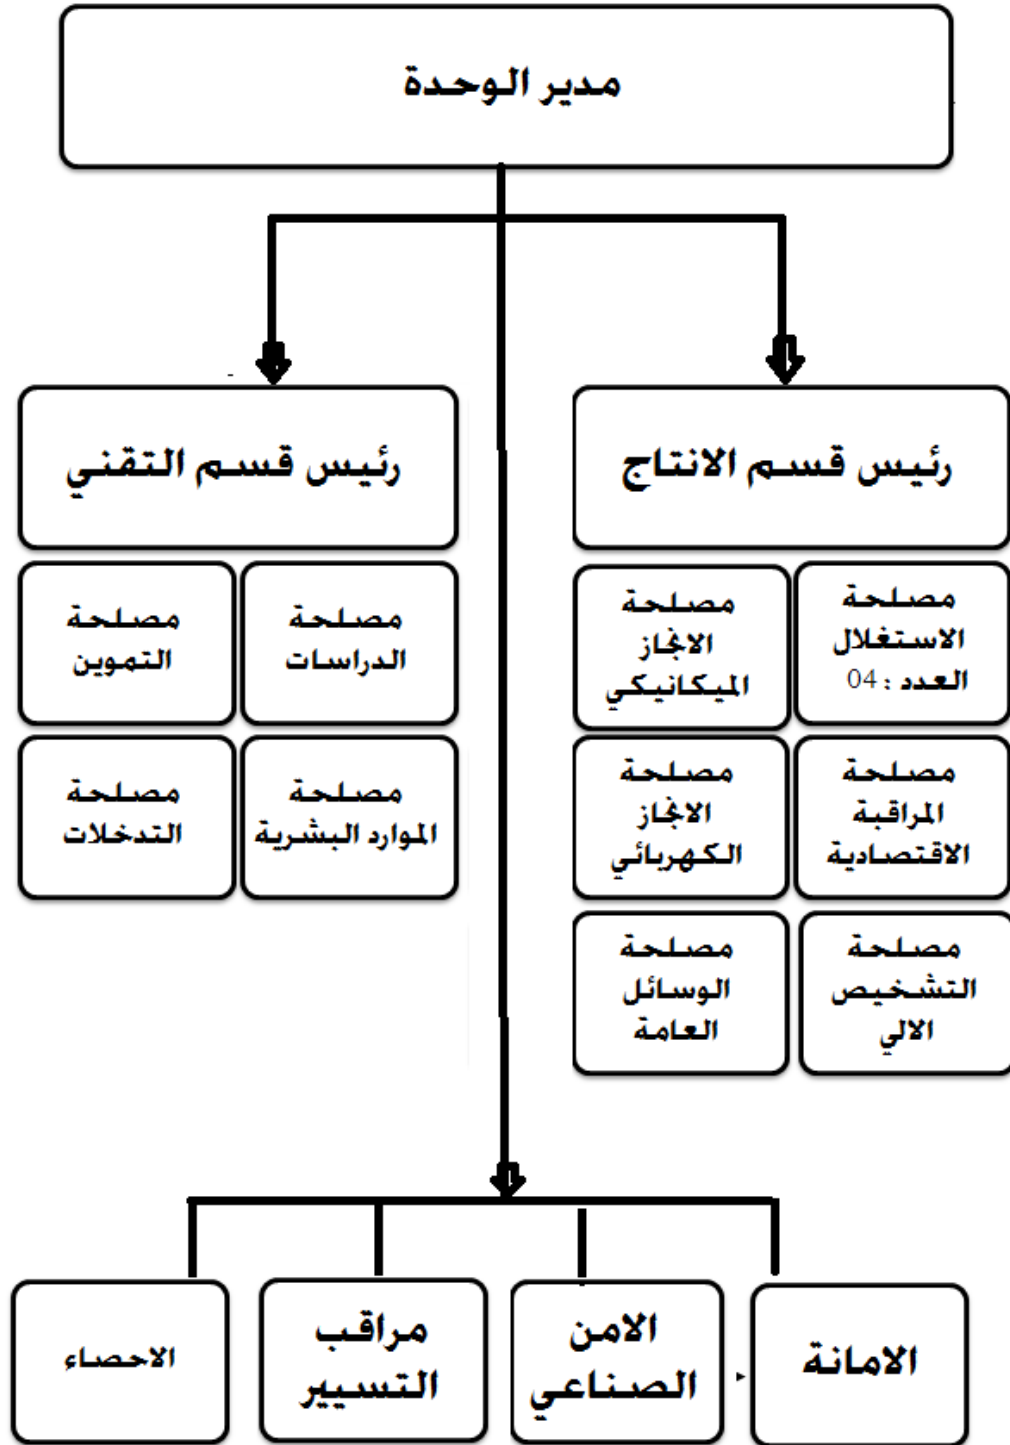 مدير الوحدة
رئيس قسم الانتاج
رئيس قسم التقني
مصلحة
الاستغلال
العدد : 04
مصلحة
الانجاز
الميكانيكي
مصلحة
الدراسات
مصلحة
التموين
مصلحة
المراقبة
الاقتصادية
مصلحة
الانجاز
الكهربائي
مصلحة
الموارد البشرية
مصلحة
التدخلات
مصلحة
التشخيص
الالي
مصلحة
الوسائل
العامة
الامانة
الامن
الصناعي
مراقب
التسيير
الاحصاء